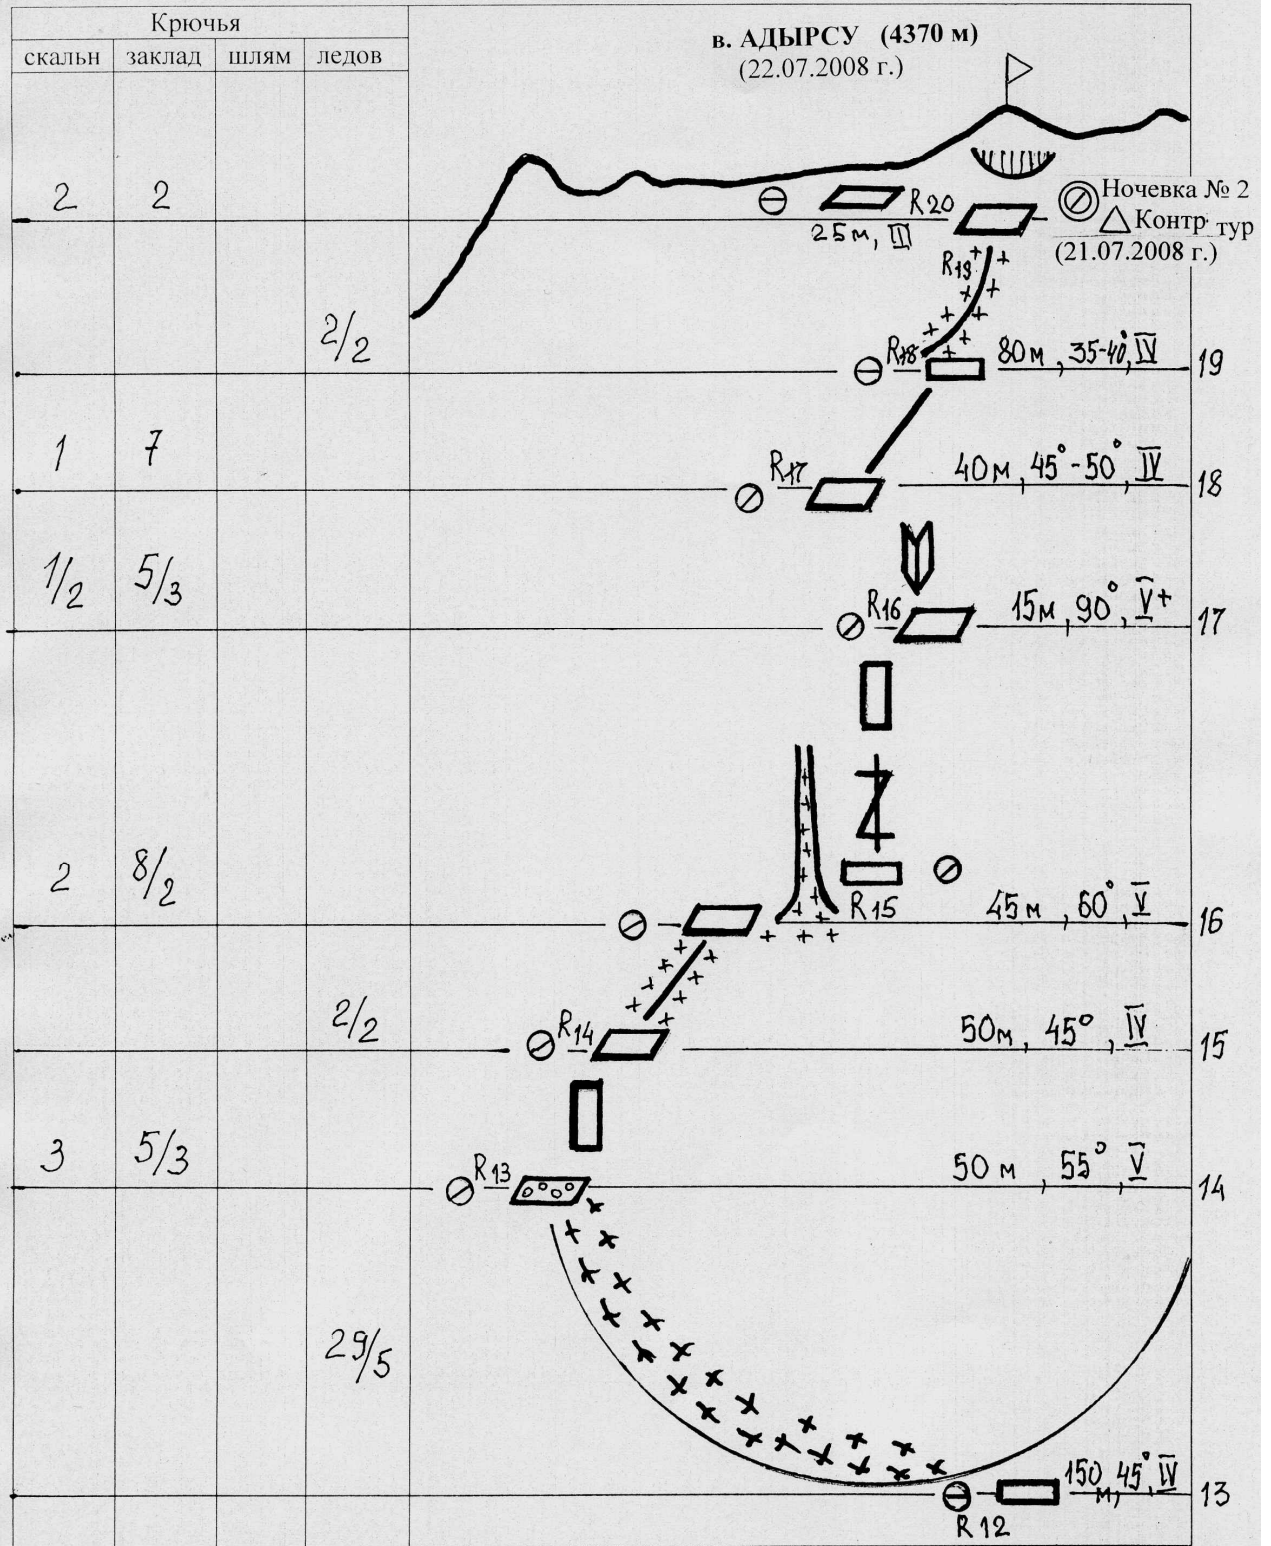 Крючья
скальн заклад шлям ледов
в. АДЫРСУ (4370 м)
(22.07.2008 г.)
2 2
R20
25м, II
Ночевка № 2
Контр. тур
(21.07.2008 г.)
R19
2/2
R18 80м, 35-40°, IV 19
1 7
R17 40м, 45°-50°, IV 18
1/2 5/3
R16 15м, 90°, V+ 17
2 8/2
R15 45м, 60°, V 16
2/2
R14 50м, 45°, IV 15
3 5/3
R13 50м, 55°, V 14
29/5
150м, 45°, IV 13
R12